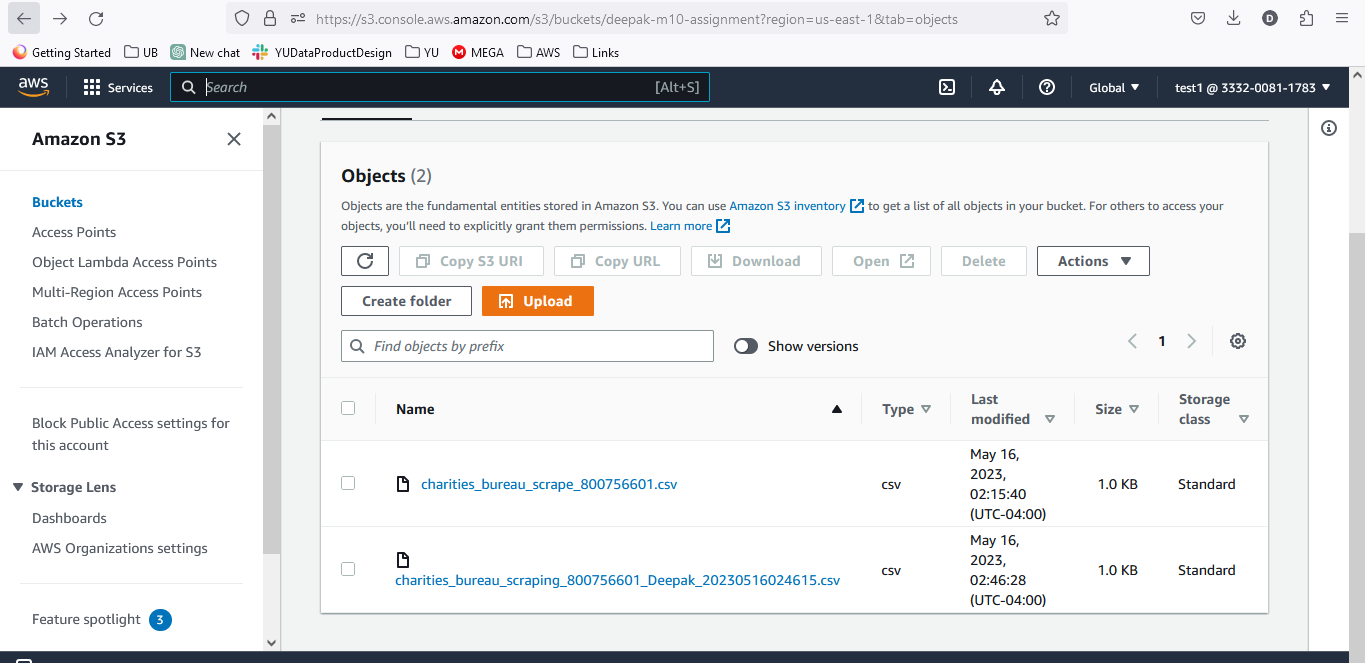 https://s3.console.aws.amazon.com/s3/buckets/deepak-m10-assignment?region=us-east-1&tab=objects
D
Getting Started UB New chat YUDataProductDesign YU MEGA AWS Links
aws Services Search [Alt+S] Global test1 @ 3332-0081-1783
Amazon S3
Buckets
Access Points
Object Lambda Access Points
Multi-Region Access Points
Batch Operations
IAM Access Analyzer for S3
Block Public Access settings for
this account
Storage Lens
Dashboards
AWS Organizations settings
Feature spotlight 3
Objects (2)
Objects are the fundamental entities stored in Amazon S3. You can use Amazon S3 inventory to get a list of all objects in your bucket. For others to access your
objects, you'll need to explicitly grant them permissions. Learn more
Copy S3 URI Copy URL Download Open Delete Actions
Create folder Upload
Find objects by prefix Show versions 1
Name Type Last modified Size Storage class
charities_bureau_scrape_800756601.csv csv May 16, 2023, 02:15:40 (UTC-04:00) 1.0 KB Standard
charities_bureau_scraping_800756601_Deepak_20230516024615.csv csv May 16, 2023, 02:46:28 (UTC-04:00) 1.0 KB Standard